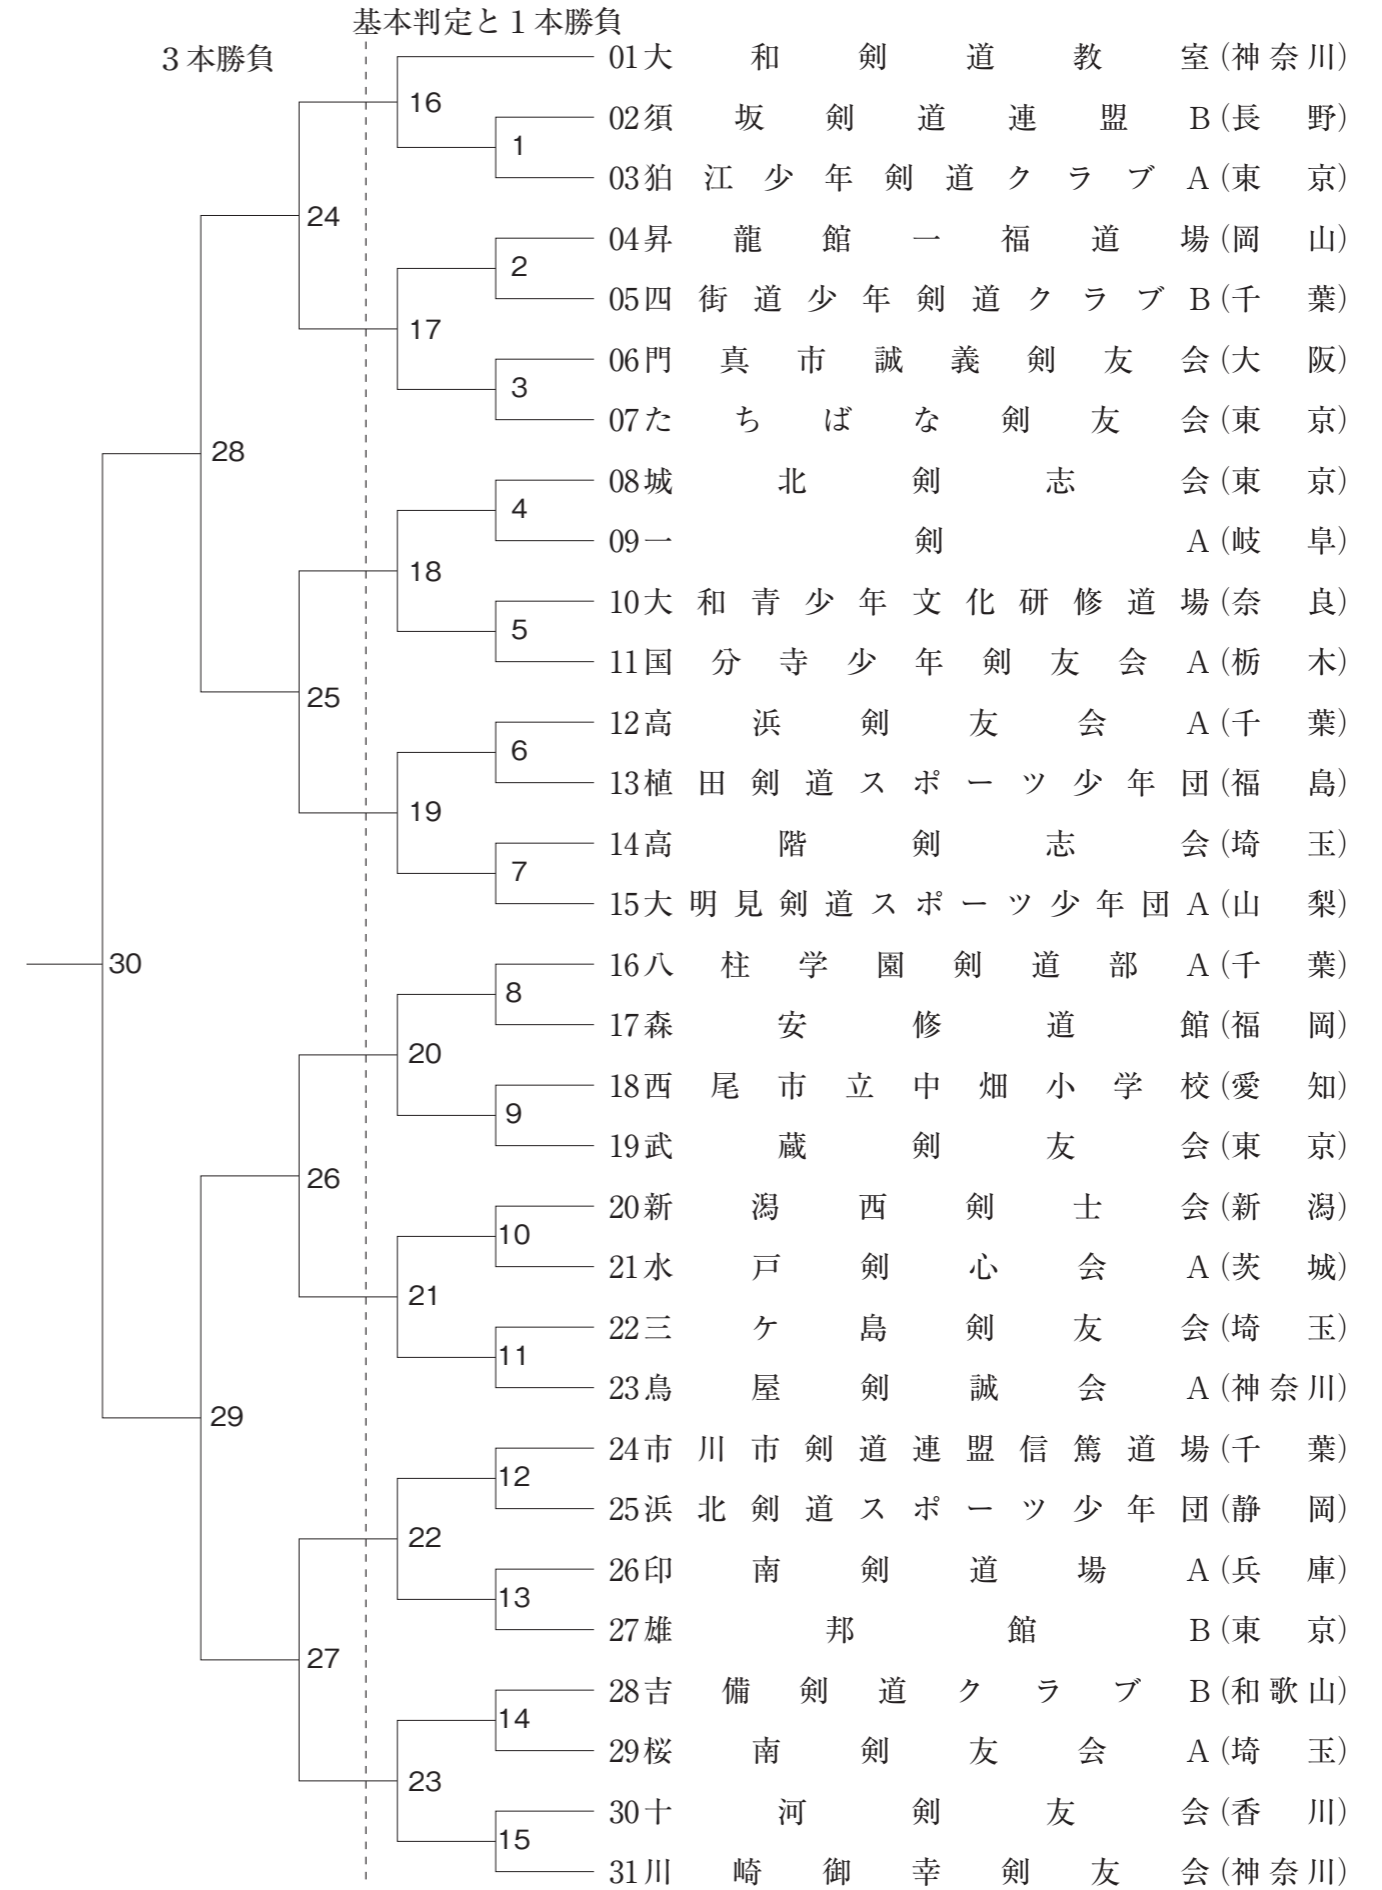 基本判定と１本勝負
３本勝負
01大和剣道教室(神奈川)
16
02須坂剣道連盟B(長野)
1
03狛江少年剣道クラブA(東京)
24
04昇龍館一福道場(岡山)
2
05四街道少年剣道クラブB(千葉)
17
06門真市誠義剣友会(大阪)
3
07たちばな剣友会(東京)
28
08城北剣志会(東京)
4
09一剣A(岐阜)
18
10大和青少年文化研修道場(奈良)
5
11国分寺少年剣友会A(栃木)
25
12高浜剣友会A(千葉)
6
13植田剣道スポーツ少年団(福島)
19
14高階剣志会(埼玉)
7
15大明見剣道スポーツ少年団A(山梨)
30
16八柱学園剣道部A(千葉)
8
17森安修道館(福岡)
20
18西尾市立中畑小学校(愛知)
9
19武蔵剣友会(東京)
26
20新潟西剣士会(新潟)
10
21水戸剣心会A(茨城)
21
22三ケ島剣友会(埼玉)
11
23鳥屋剣誠会A(神奈川)
29
24市川市剣道連盟信篤道場(千葉)
12
25浜北剣道スポーツ少年団(静岡)
22
26印南剣道場A(兵庫)
13
27雄邦館B(東京)
27
28吉備剣道クラブB(和歌山)
14
29桜南剣友会A(埼玉)
23
30十河剣友会(香川)
15
31川崎御幸剣友会(神奈川)